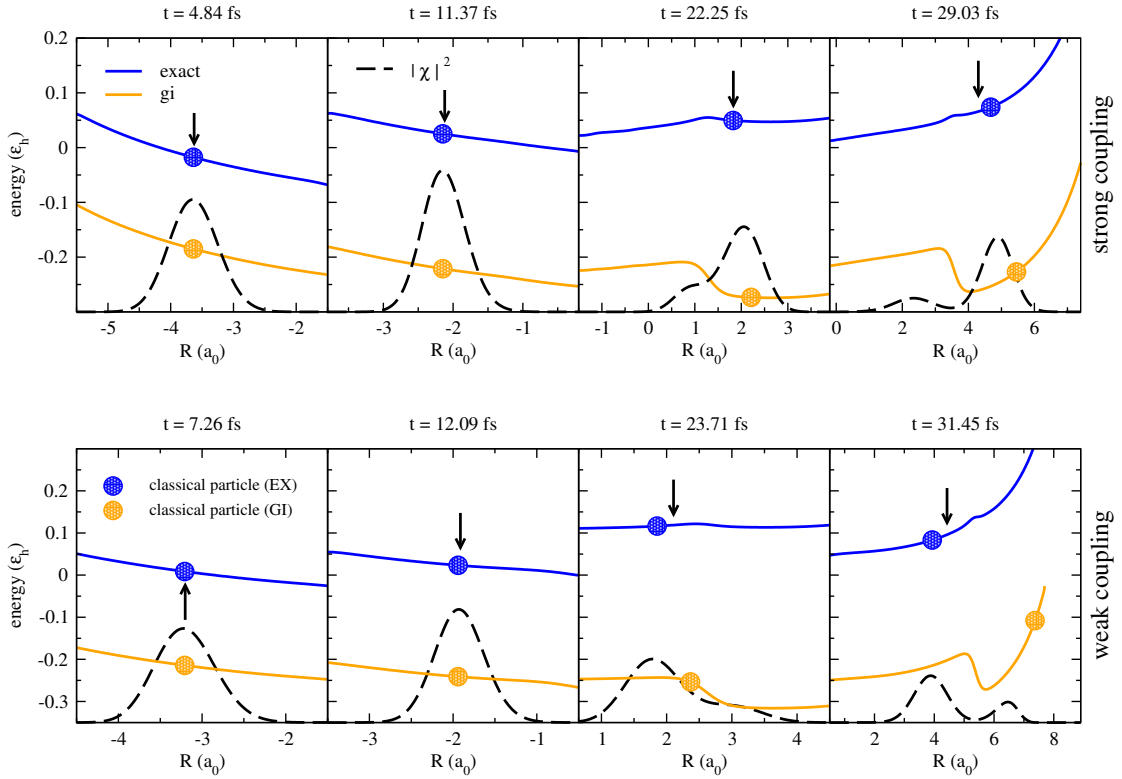 t = 4.84 fs
t = 11.37 fs
t = 22.25 fs
t = 29.03 fs
0.2
0.1
0
-0.1
-0.2
energy (ε_h)
exact
gi
|χ|²
strong coupling
-5 -4 -3 -2
-3 -2 -1
-1 0 1 2 3
0 2 4 6
R (a_0)
R (a_0)
R (a_0)
R (a_0)
t = 7.26 fs
t = 12.09 fs
t = 23.71 fs
t = 31.45 fs
0.2
0.1
0
-0.1
-0.2
-0.3
energy (ε_h)
classical particle (EX)
classical particle (GI)
weak coupling
-4 -3 -2
-3 -2 -1
1 2 3 4
2 4 6 8
R (a_0)
R (a_0)
R (a_0)
R (a_0)